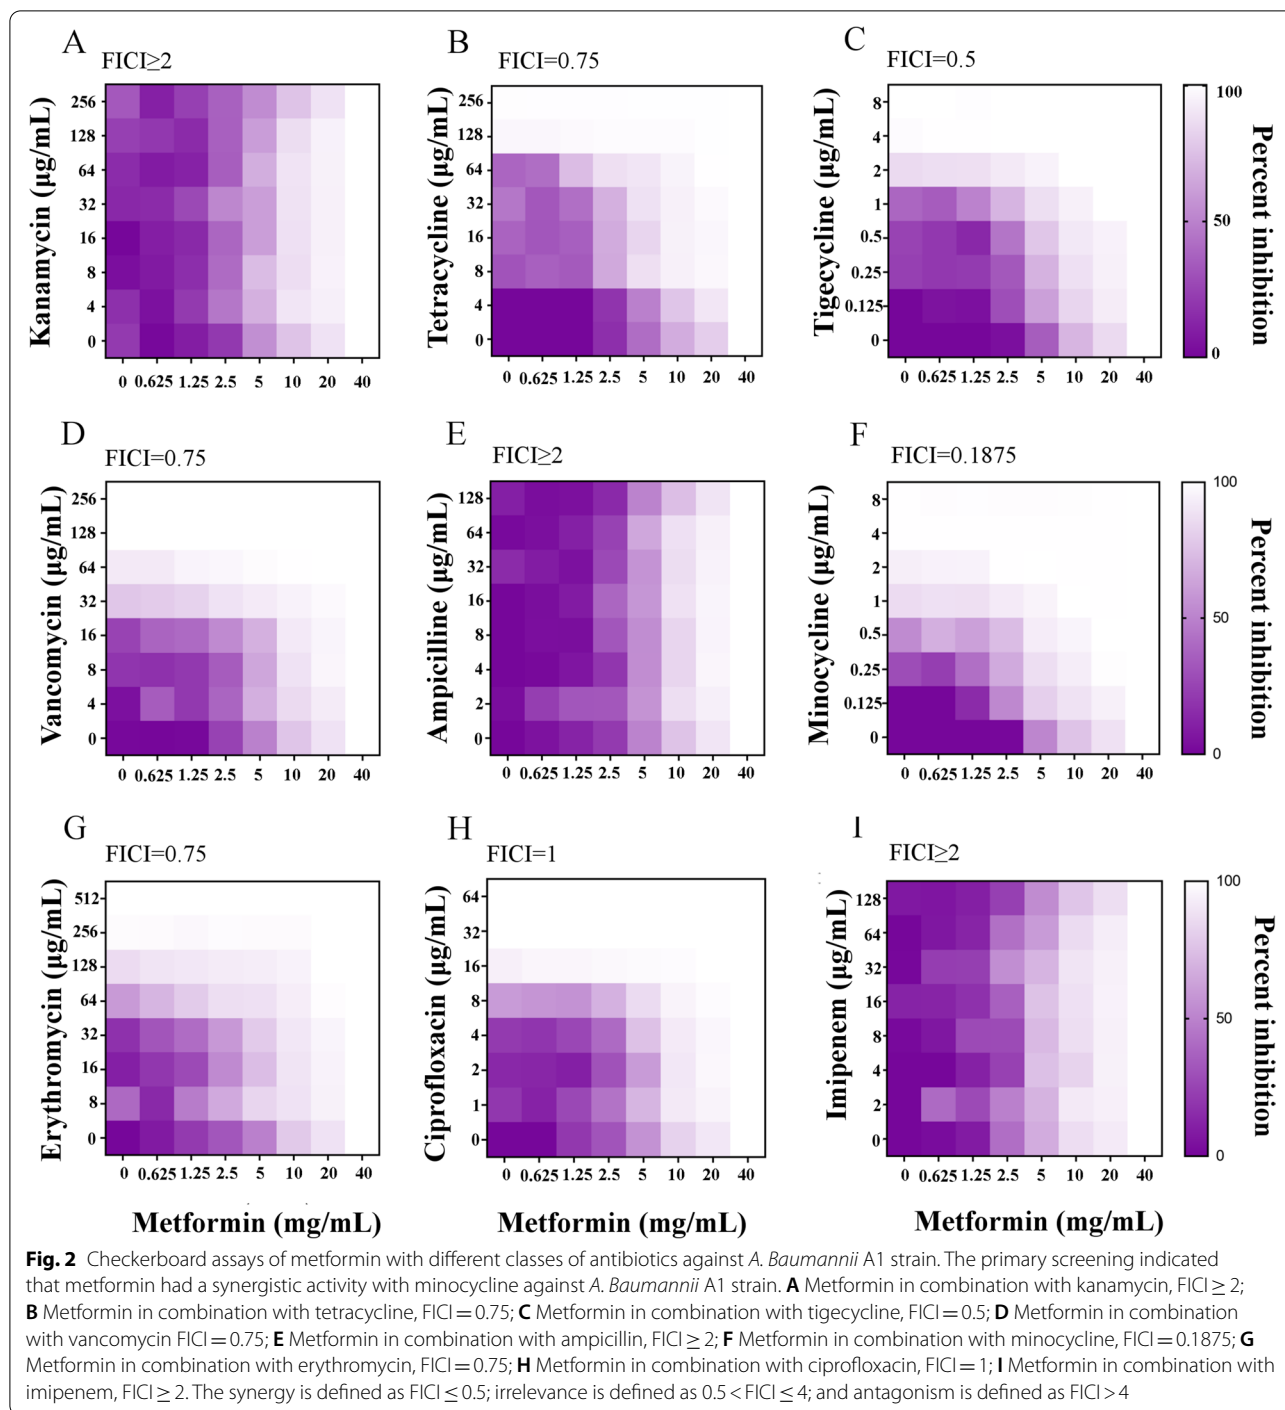 A
FICI≥2
Kanamycin (µg/mL)
256
128
64
32
16
8
4
0
0 0.625 1.25 2.5 5 10 20 40
B
FICI=0.75
Tetracycline (µg/mL)
256
128
64
32
16
8
4
0
0 0.625 1.25 2.5 5 10 20 40
C
FICI=0.5
Tigecycline (µg/mL)
8
4
2
1
0.5
0.25
0.125
0
0 0.625 1.25 2.5 5 10 20 40
100
50
0
Percent inhibition
D
FICI=0.75
Vancomycin (µg/mL)
256
128
64
32
16
8
4
0
0 0.625 1.25 2.5 5 10 20 40
E
FICI≥2
Ampicilline (µg/mL)
128
64
32
16
8
4
2
0
0 0.625 1.25 2.5 5 10 20 40
F
FICI=0.1875
Minocycline (µg/mL)
8
4
2
1
0.5
0.25
0.125
0
0 0.625 1.25 2.5 5 10 20 40
100
50
0
Percent inhibition
G
FICI=0.75
Erythromycin (µg/mL)
512
256
128
64
32
16
8
0
0 0.625 1.25 2.5 5 10 20 40
Metformin (mg/mL)
H
FICI=1
Ciprofloxacin (µg/mL)
64
32
16
8
4
2
1
0
0 0.625 1.25 2.5 5 10 20 40
Metformin (mg/mL)
I
FICI≥2
Imipenem (µg/mL)
128
64
32
16
8
4
2
0
0 0.625 1.25 2.5 5 10 20 40
Metformin (mg/mL)
100
50
0
Percent inhibition
Fig. 2 Checkerboard assays of metformin with different classes of antibiotics against A. Baumannii A1 strain. The primary screening indicated
that metformin had a synergistic activity with minocycline against A. Baumannii A1 strain. A Metformin in combination with kanamycin, FICI ≥ 2;
B Metformin in combination with tetracycline, FICI = 0.75; C Metformin in combination with tigecycline, FICI = 0.5; D Metformin in combination
with vancomycin FICI = 0.75; E Metformin in combination with ampicillin, FICI ≥ 2; F Metformin in combination with minocycline, FICI = 0.1875; G
Metformin in combination with erythromycin, FICI = 0.75; H Metformin in combination with ciprofloxacin, FICI = 1; I Metformin in combination with
imipenem, FICI ≥ 2. The synergy is defined as FICI ≤ 0.5; irrelevance is defined as 0.5 < FICI ≤ 4; and antagonism is defined as FICI > 4